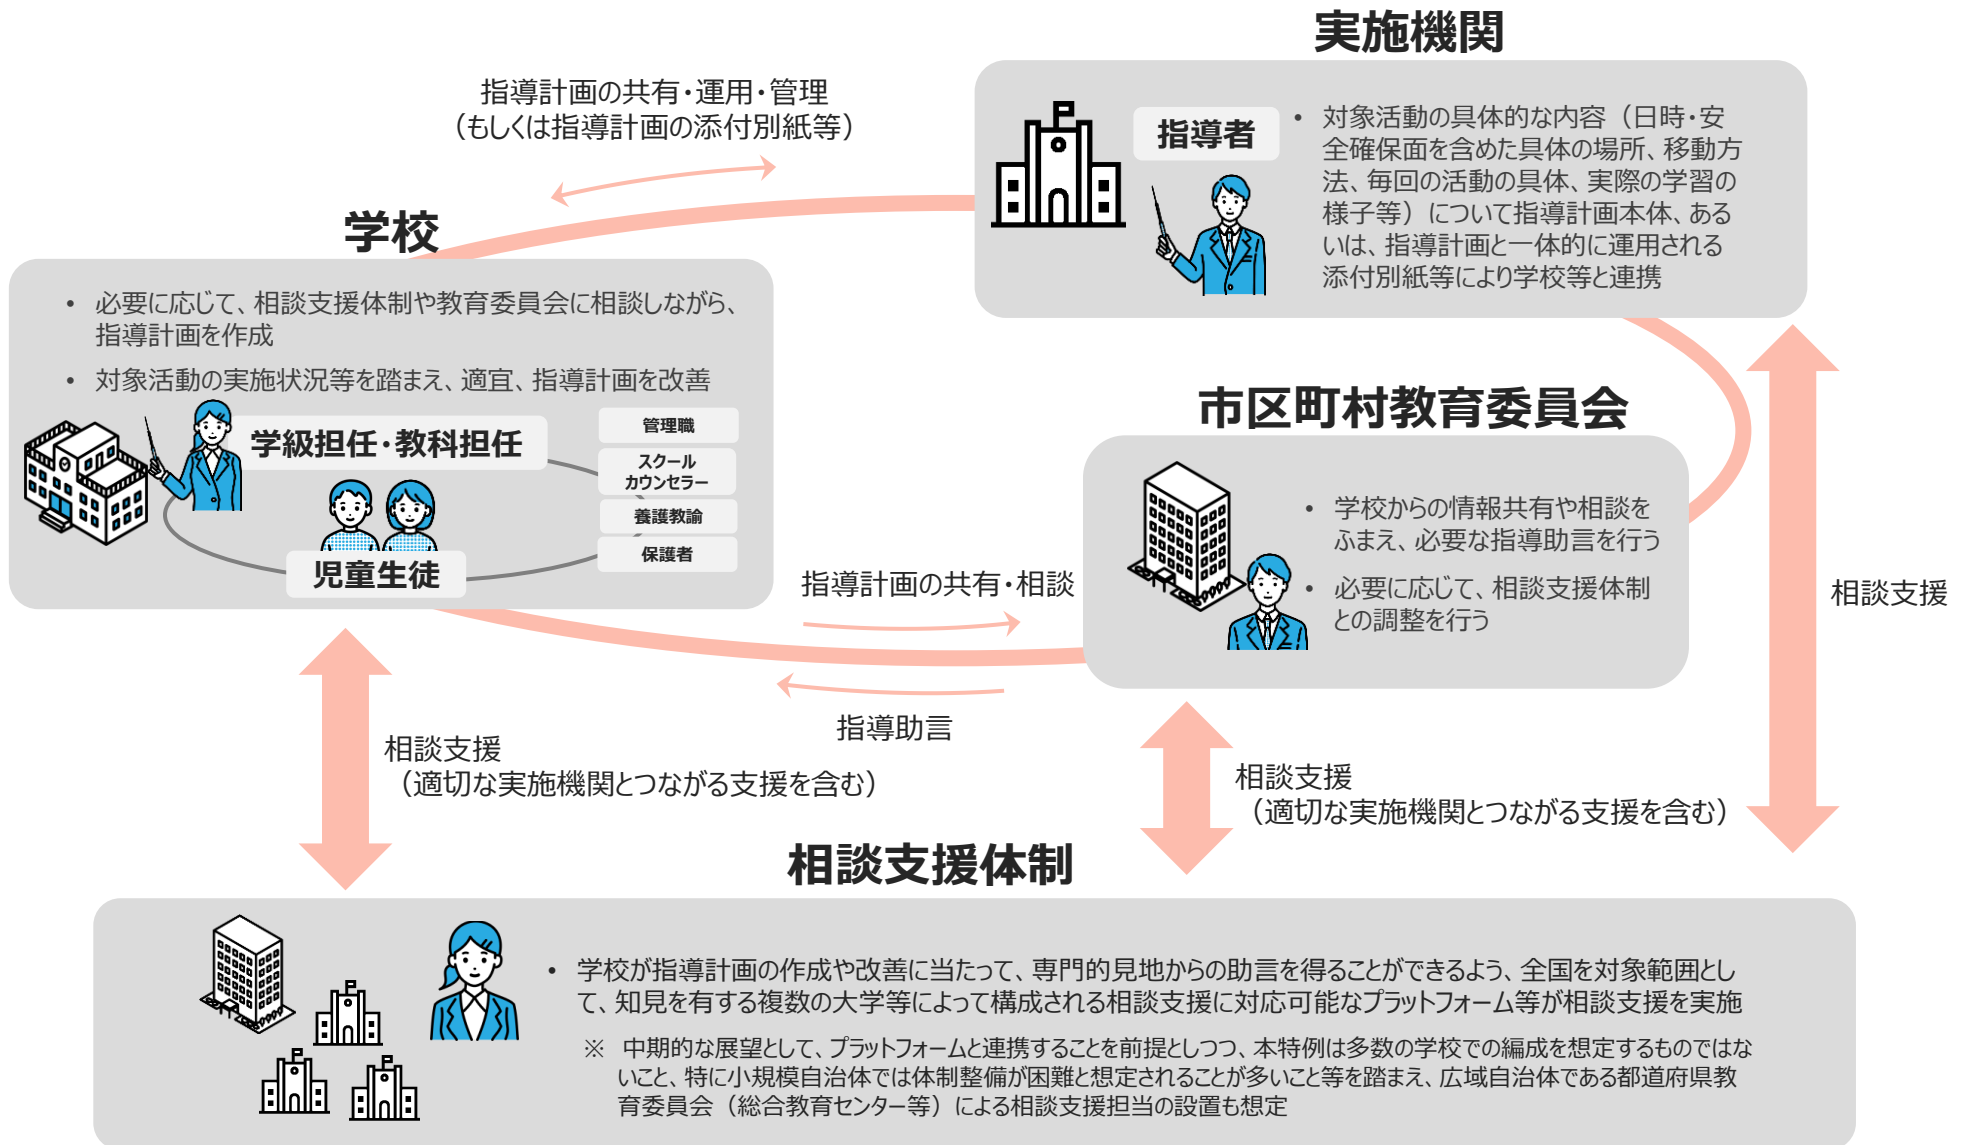 実施機関
指導計画の共有・運用・管理
（もしくは指導計画の添付別紙等）
指導者
• 対象活動の具体的な内容（日時・安
全確保面を含めた具体の場所、移動方
法、毎回の活動の具体、実際の学習の
様子等）について指導計画本体、ある
いは、指導計画と一体的に運用される
添付別紙等により学校等と連携
学校
• 必要に応じて、相談支援体制や教育委員会に相談しながら、
指導計画を作成
• 対象活動の実施状況等を踏まえ、適宜、指導計画を改善
学級担任・教科担任
管理職
スクール
カウンセラー
養護教諭
保護者
児童生徒
市区町村教育委員会
• 学校からの情報共有や相談を
ふまえ、必要な指導助言を行う
• 必要に応じて、相談支援体制
との調整を行う
指導計画の共有・相談
指導助言
相談支援
相談支援
（適切な実施機関とつながる支援を含む）
相談支援
（適切な実施機関とつながる支援を含む）
相談支援体制
• 学校が指導計画の作成や改善に当たって、専門的見地からの助言を得ることができるよう、全国を対象範囲とし
て、知見を有する複数の大学等によって構成される相談支援に対応可能なプラットフォーム等が相談支援を実施
※ 中期的な展望として、プラットフォームと連携することを前提としつつ、本特例は多数の学校での編成を想定するものではな
いこと、特に小規模自治体では体制整備が困難と想定されることが多いこと等を踏まえ、広域自治体である都道府県教
育委員会（総合教育センター等）による相談支援担当の設置も想定